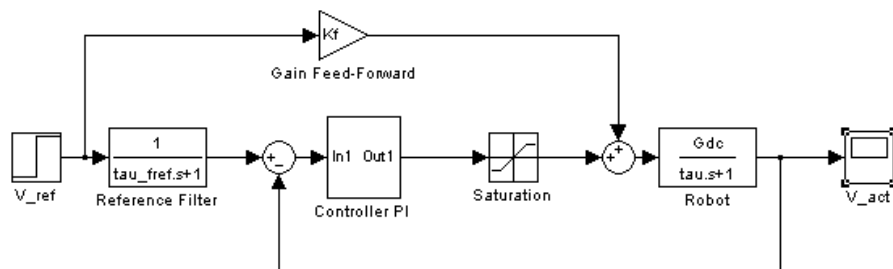 Kf
Gain Feed-Forward
V_ref
1
tau_fref.s+1
Reference Filter
+
−
In1 Out1
Controller PI
Saturation
+
+
Gdc
tau.s+1
Robot
V_act